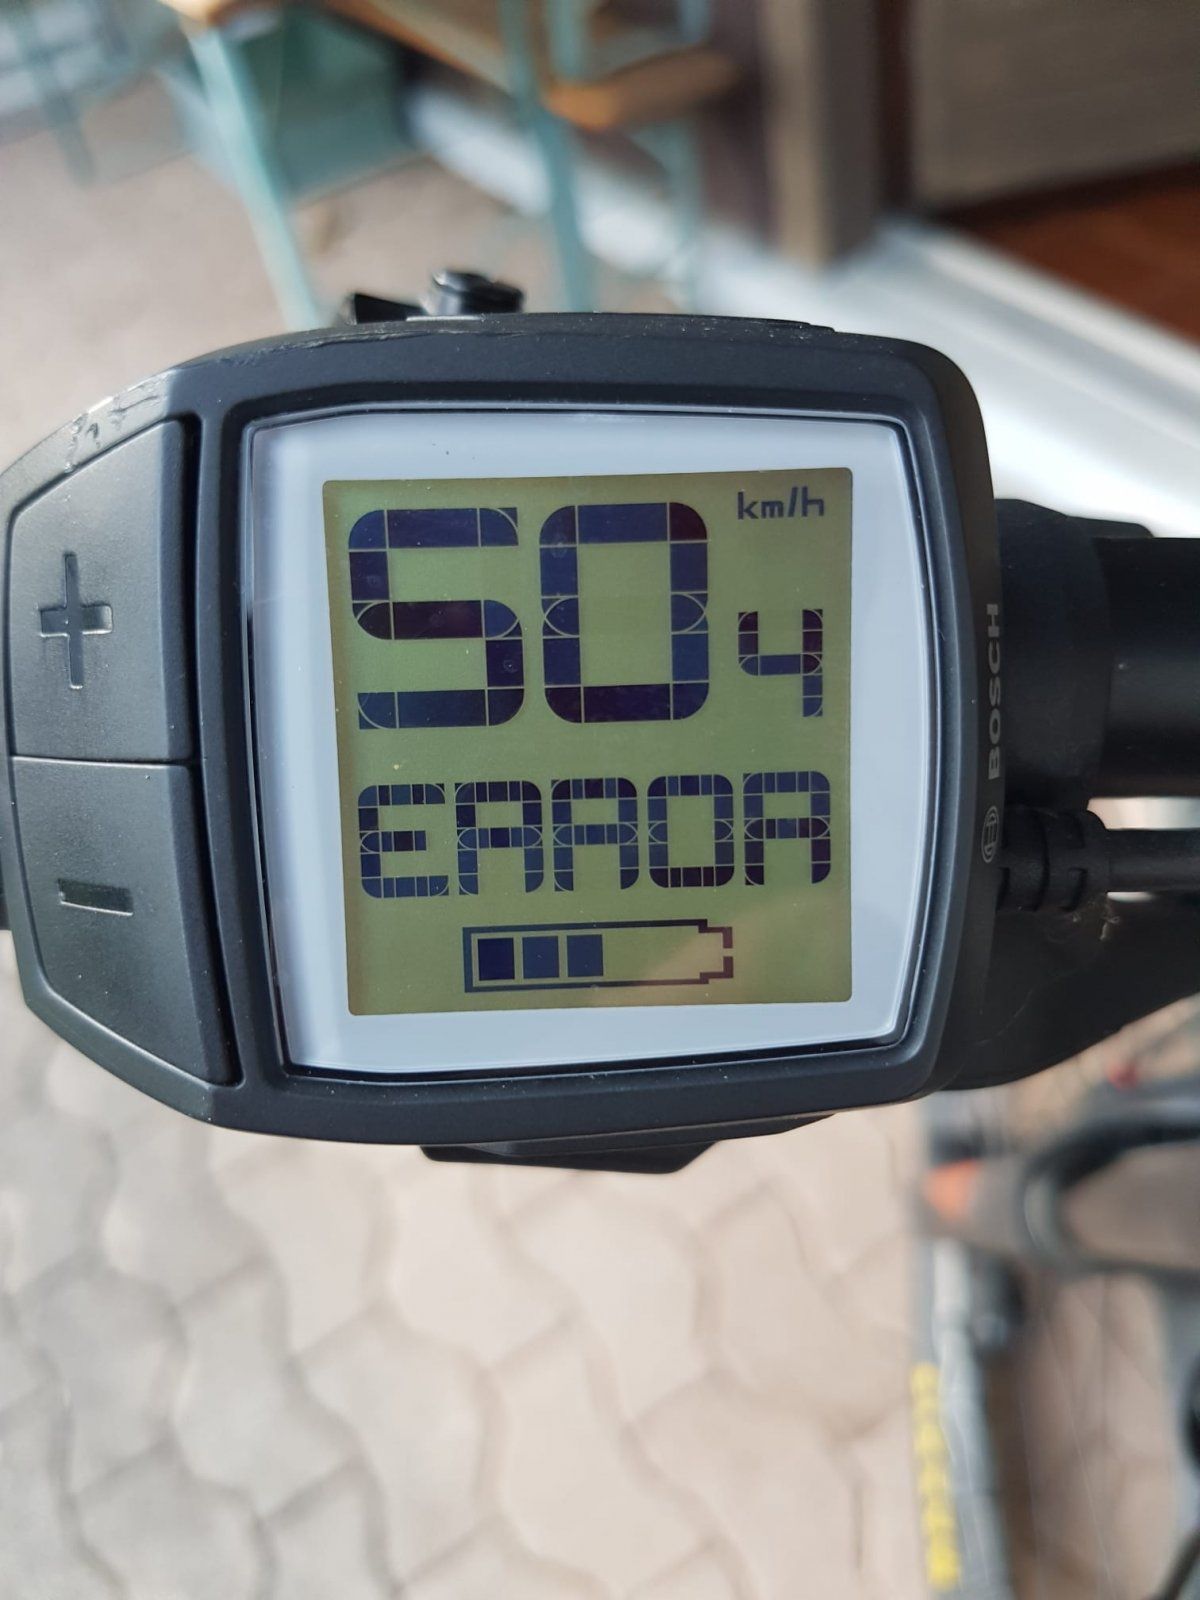 km/h
504
ERROR
+
-
BOSCH